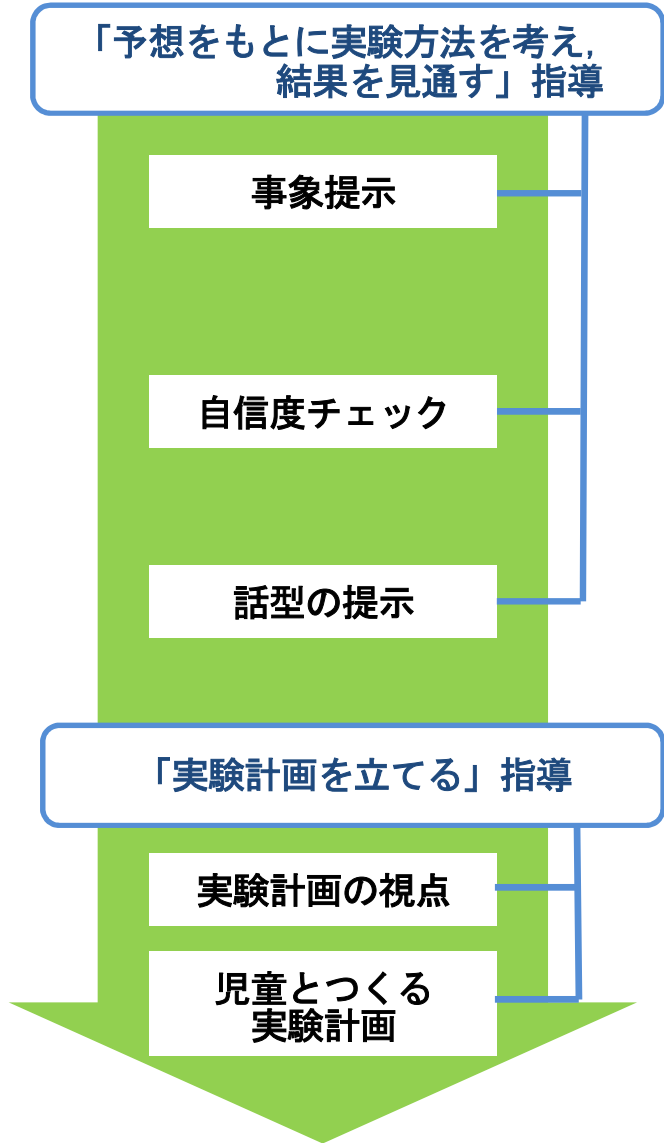 「予想をもとに実験方法を考え,
結果を見通す」指導
事象提示
自信度チェック
話型の提示
「実験計画を立てる」指導
実験計画の視点
児童とつくる
実験計画